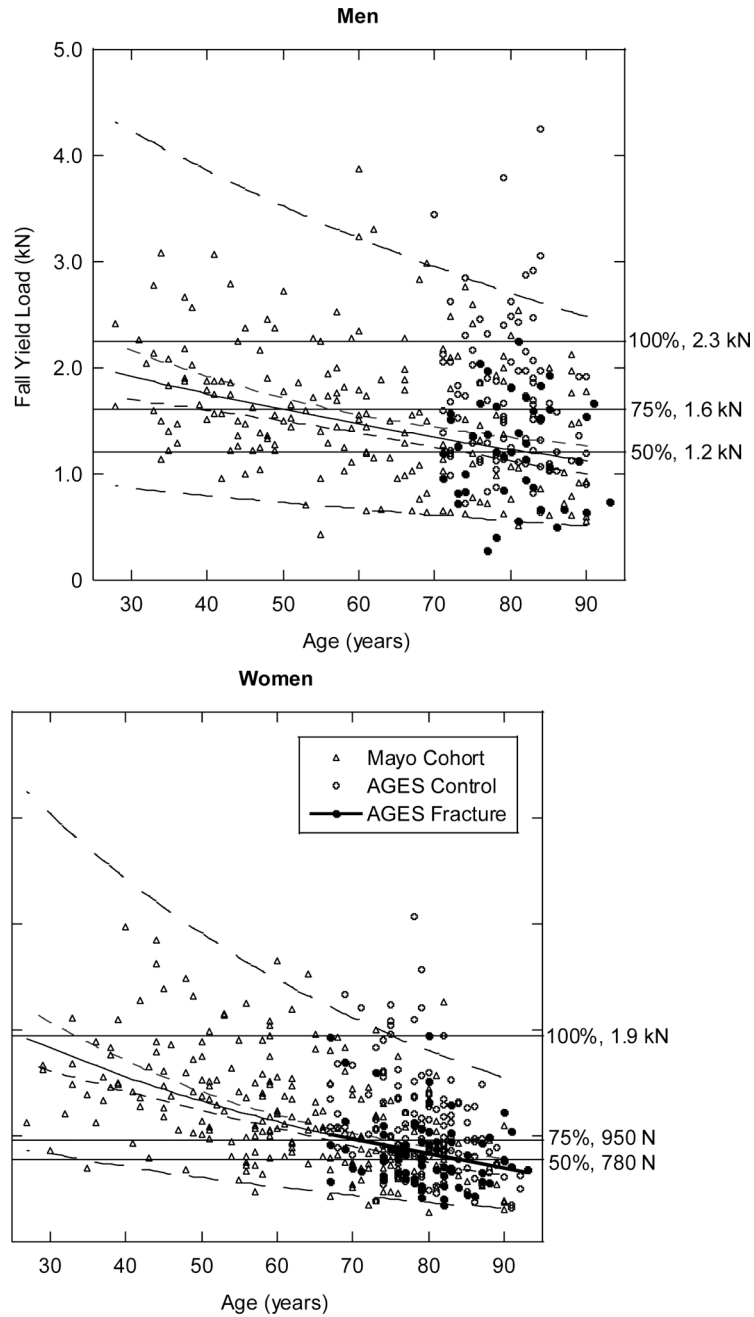 Men
5.0
4.0
3.0
2.0
1.0
0
Fall Yield Load (kN)
100%, 2.3 kN
75%, 1.6 kN
50%, 1.2 kN
30 40 50 60 70 80 90
Age (years)
Women
Mayo Cohort
AGES Control
AGES Fracture
100%, 1.9 kN
75%, 950 N
50%, 780 N
30 40 50 60 70 80 90
Age (years)